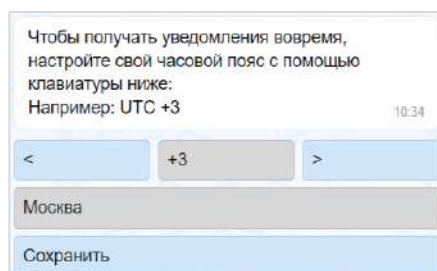 Чтобы получать уведомления вовремя,
настройте свой часовой пояс с помощью
клавиатуры ниже:
Например: UTC +3
10:34
< +3 >
Москва
Сохранить